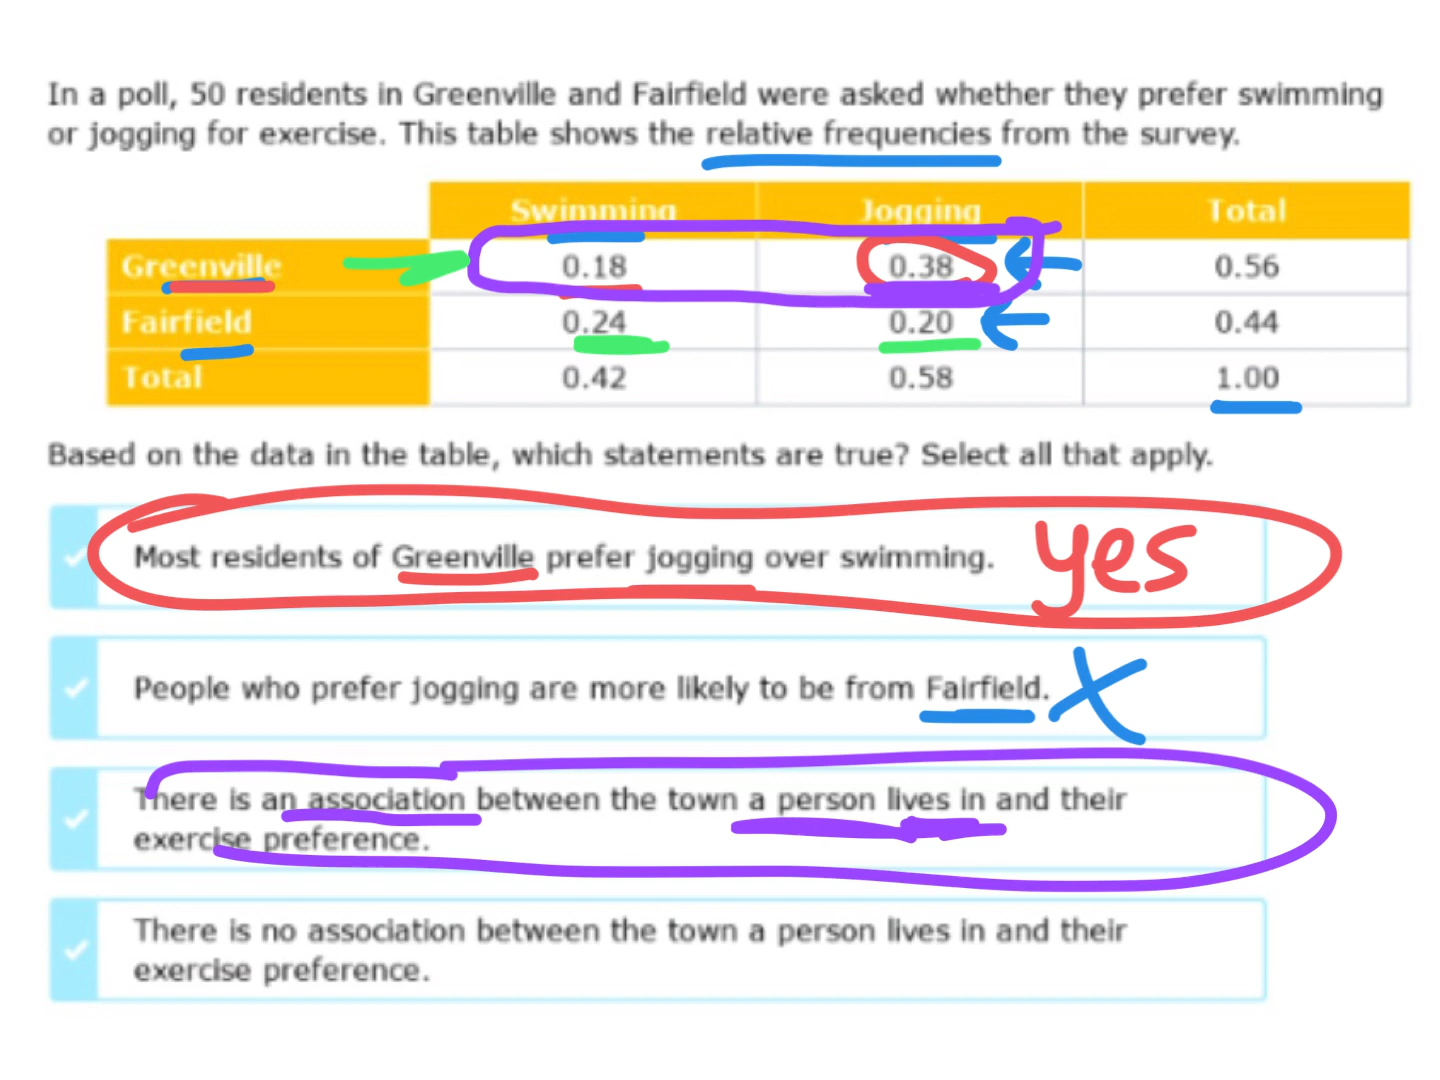 In a poll, 50 residents in Greenville and Fairfield were asked whether they prefer swimming
or jogging for exercise. This table shows the relative frequencies from the survey.
Swimming Jogging Total
Greenville 0.18 0.38 0.56
Fairfield 0.24 0.20 0.44
Total 0.42 0.58 1.00
Based on the data in the table, which statements are true? Select all that apply.
Most residents of Greenville prefer jogging over swimming. yes
People who prefer jogging are more likely to be from Fairfield.
There is an association between the town a person lives in and their
exercise preference.
There is no association between the town a person lives in and their
exercise preference.